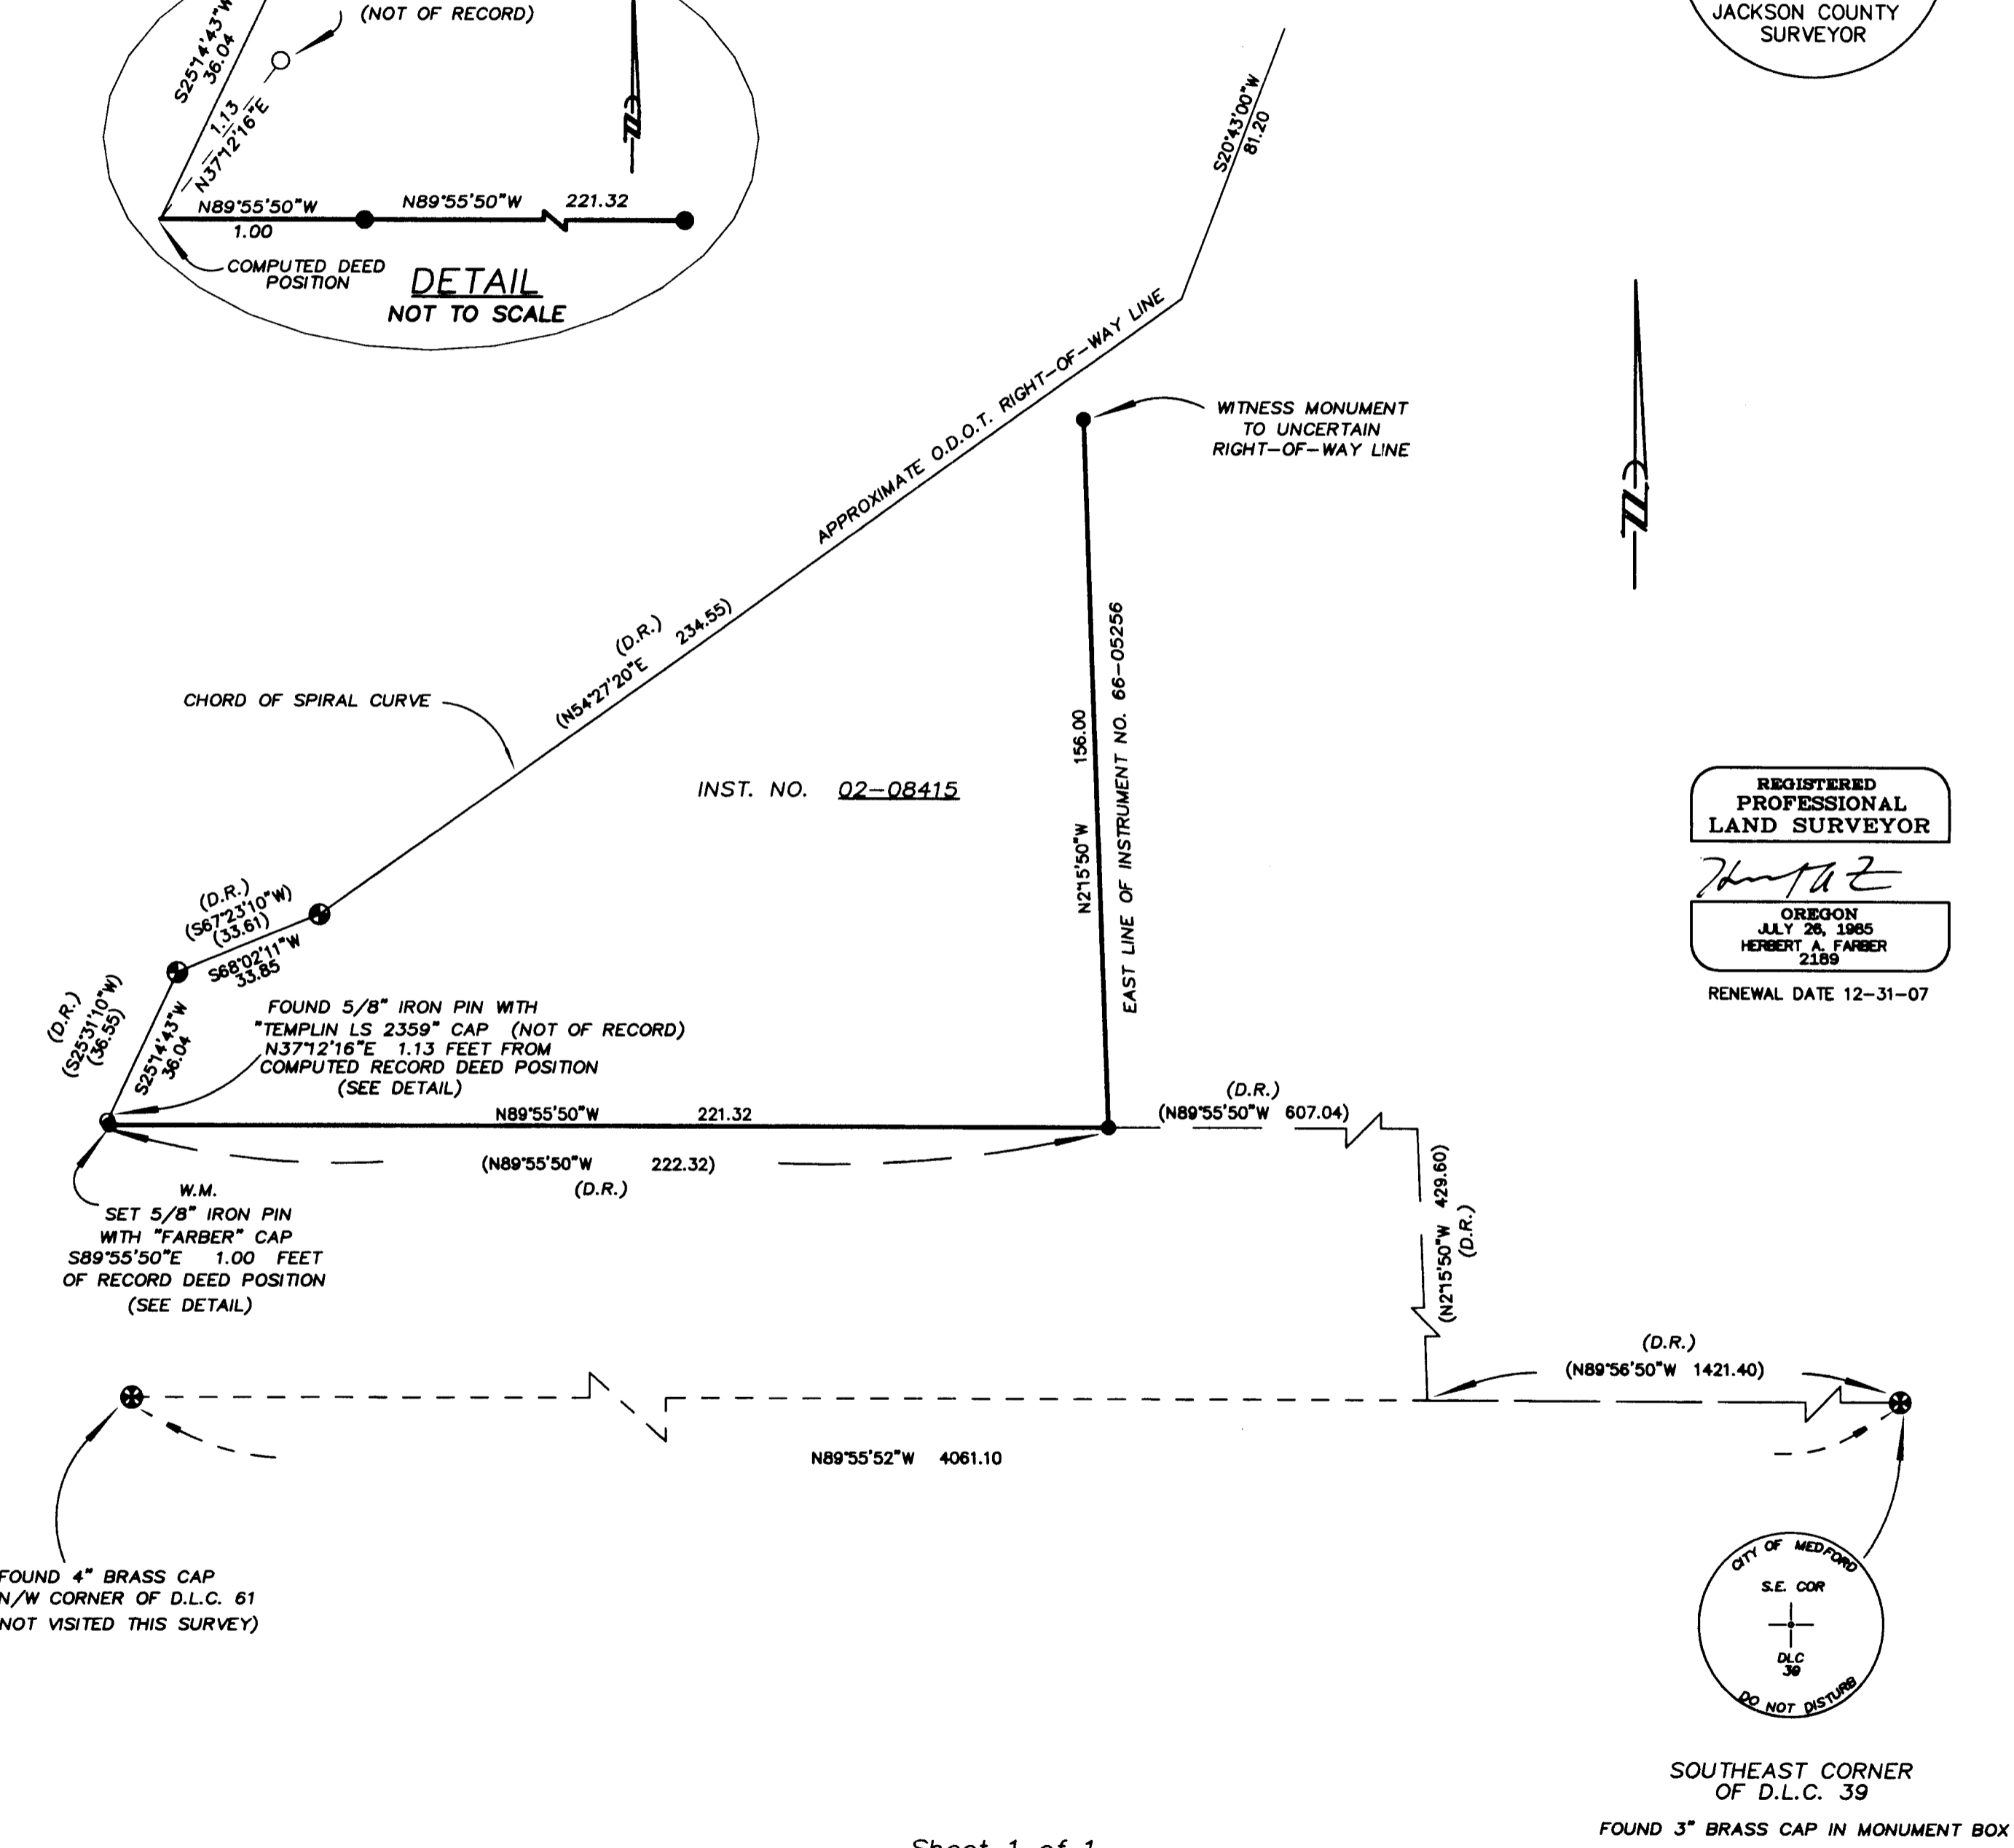 (NOT OF RECORD)
S25°14'43"W
36.04
1.13
N37°12'16"E
N89°55'50"W
1.00
N89°55'50"W 221.32
COMPUTED DEED
POSITION
DETAIL
NOT TO SCALE
JACKSON COUNTY
SURVEYOR
S20°43'00"W
81.20
APPROXIMATE O.D.O.T. RIGHT-OF-WAY LINE
WITNESS MONUMENT
TO UNCERTAIN
RIGHT-OF-WAY LINE
(D.R.)
(N54°27'20"E 234.55)
CHORD OF SPIRAL CURVE
INST. NO. 02-08415
N2°15'50"W 156.00
EAST LINE OF INSTRUMENT NO. 66-05256
REGISTERED
PROFESSIONAL
LAND SURVEYOR
OREGON
JULY 26, 1985
HERBERT A. FARBER
2189
RENEWAL DATE 12-31-07
(D.R.)
(S67°23'10"W)
(33.61)
S68°02'11"W
33.85
(D.R.)
(S25°31'10"W)
(36.55)
S25°14'43"W
36.04
FOUND 5/8" IRON PIN WITH
"TEMPLIN LS 2359" CAP (NOT OF RECORD)
N37°12'16"E 1.13 FEET FROM
COMPUTED RECORD DEED POSITION
(SEE DETAIL)
N89°55'50"W 221.32
(N89°55'50"W 222.32)
(D.R.)
(D.R.)
(N89°55'50"W 607.04)
(N2°15'50"W 429.60)
(D.R.)
W.M.
SET 5/8" IRON PIN
WITH "FARBER" CAP
S89°55'50"E 1.00 FEET
OF RECORD DEED POSITION
(SEE DETAIL)
(D.R.)
(N89°56'50"W 1421.40)
N89°55'52"W 4061.10
FOUND 4" BRASS CAP
N/W CORNER OF D.L.C. 61
NOT VISITED THIS SURVEY)
CITY OF MEDFORD
S.E. COR
DLC
39
DO NOT DISTURB
SOUTHEAST CORNER
OF D.L.C. 39
FOUND 3" BRASS CAP IN MONUMENT BOX
Sheet 1 of 1